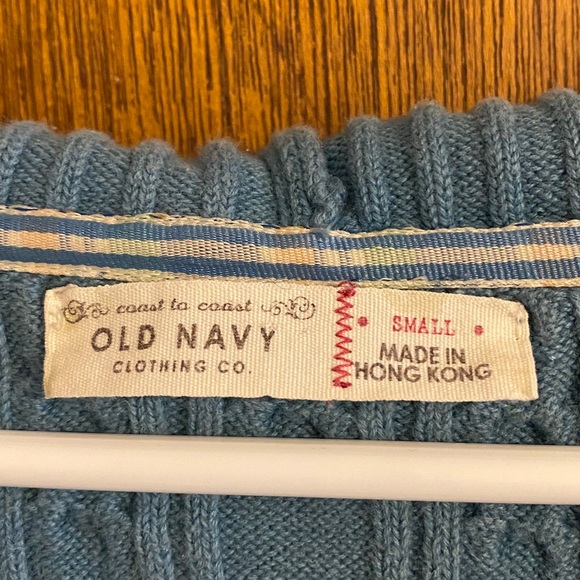 coast to coast
OLD NAVY
CLOTHING CO.
• SMALL •
MADE IN
HONG KONG